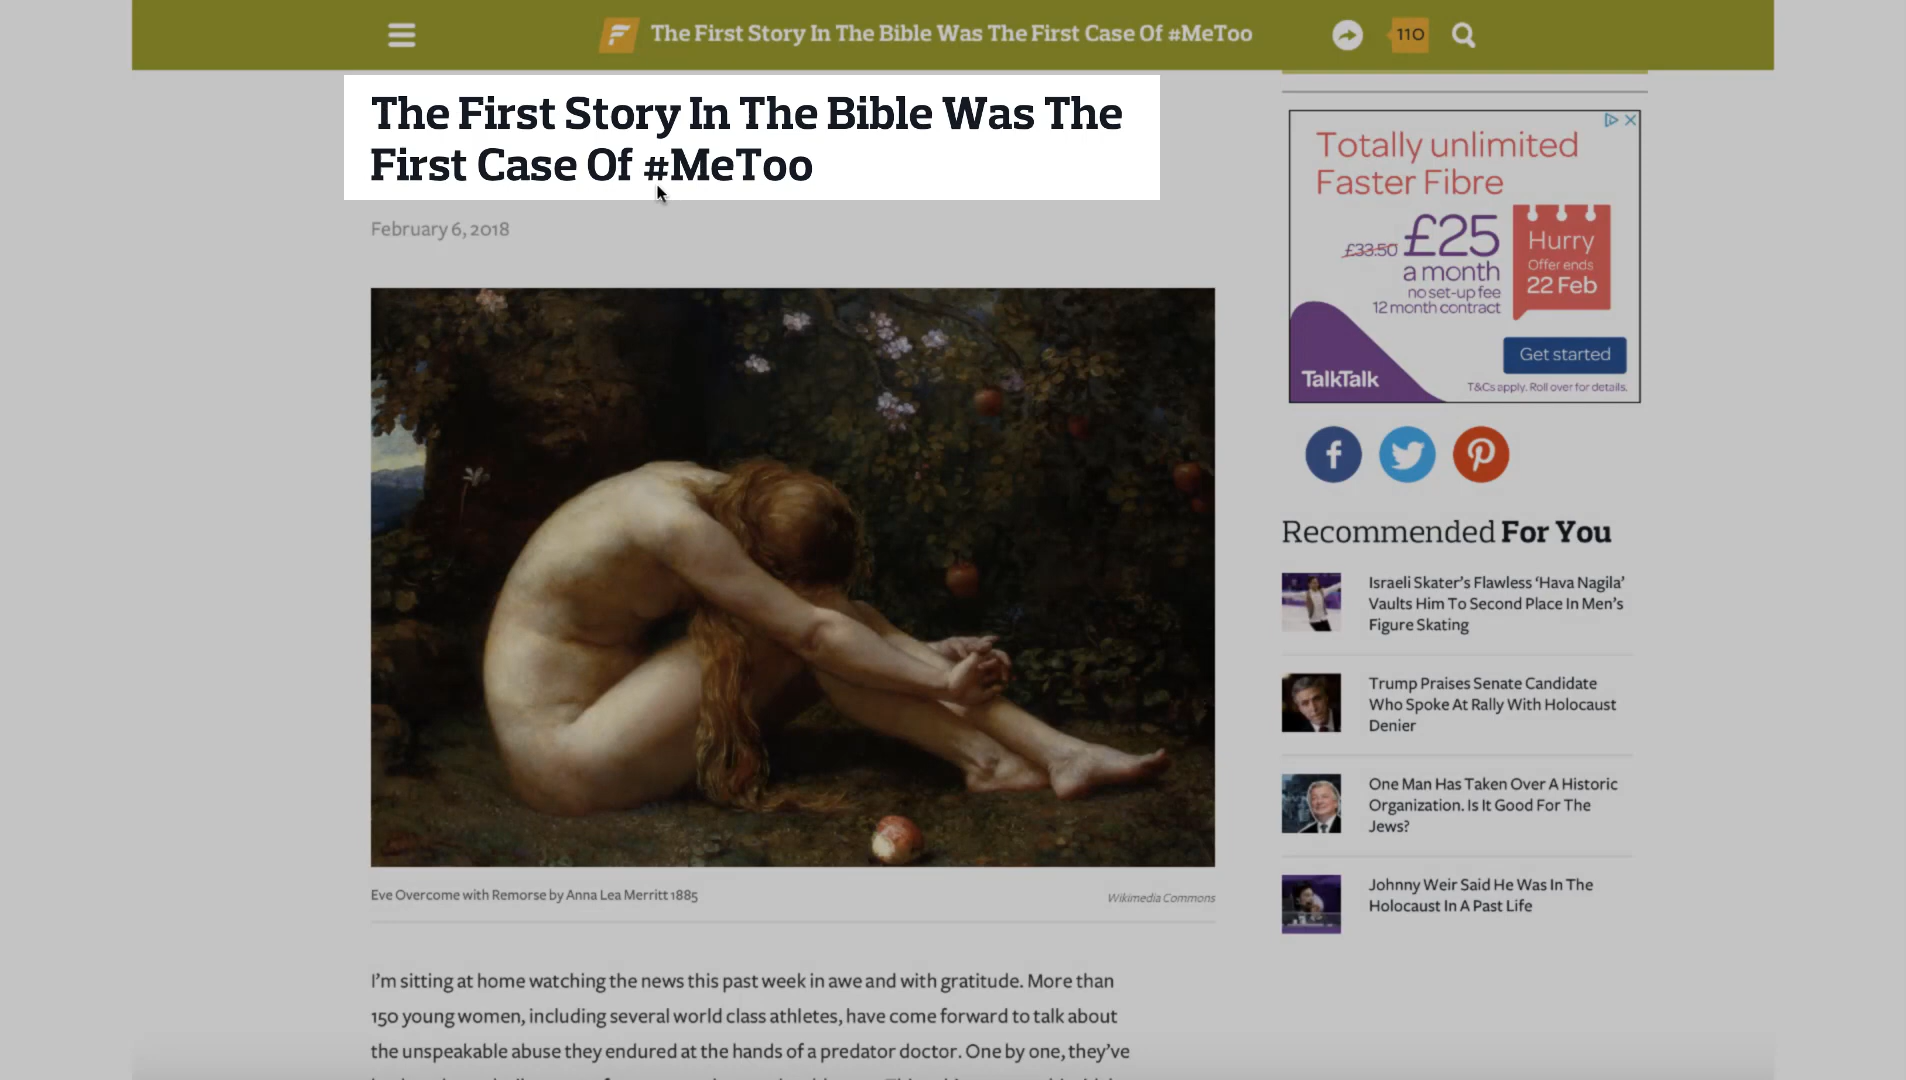 The First Story In The Bible Was The First Case Of #MeToo
110
The First Story In The Bible Was The
First Case Of #MeToo
February 6, 2018
Eve Overcome with Remorse by Anna Lea Merritt 1885
Wikimedia Commons
I'm sitting at home watching the news this past week in awe and with gratitude. More than
150 young women, including several world class athletes, have come forward to talk about
the unspeakable abuse they endured at the hands of a predator doctor. One by one, they've
Totally unlimited
Faster Fibre
£33.50
£25
a month
no set-up fee
12 month contract
Hurry
Offer ends
22 Feb
Get started
TalkTalk
T&Cs apply. Roll over for details.
Recommended For You
Israeli Skater's Flawless ‘Hava Nagila’
Vaults Him To Second Place In Men's
Figure Skating
Trump Praises Senate Candidate
Who Spoke At Rally With Holocaust
Denier
One Man Has Taken Over A Historic
Organization. Is It Good For The
Jews?
Johnny Weir Said He Was In The
Holocaust In A Past Life